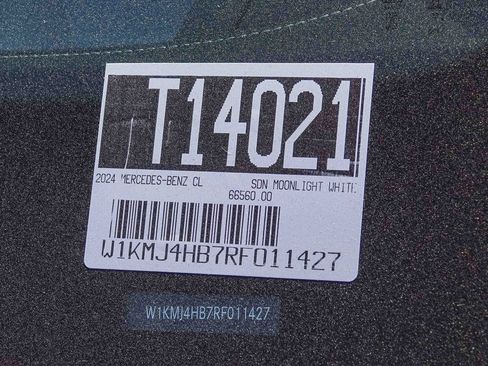 T14021
2024 MERCEDES-BENZ CL SDN MOONLIGHT WHITE
66560.00
W1KMJ4HB7RF011427
W1KMJ4HB7RF011427